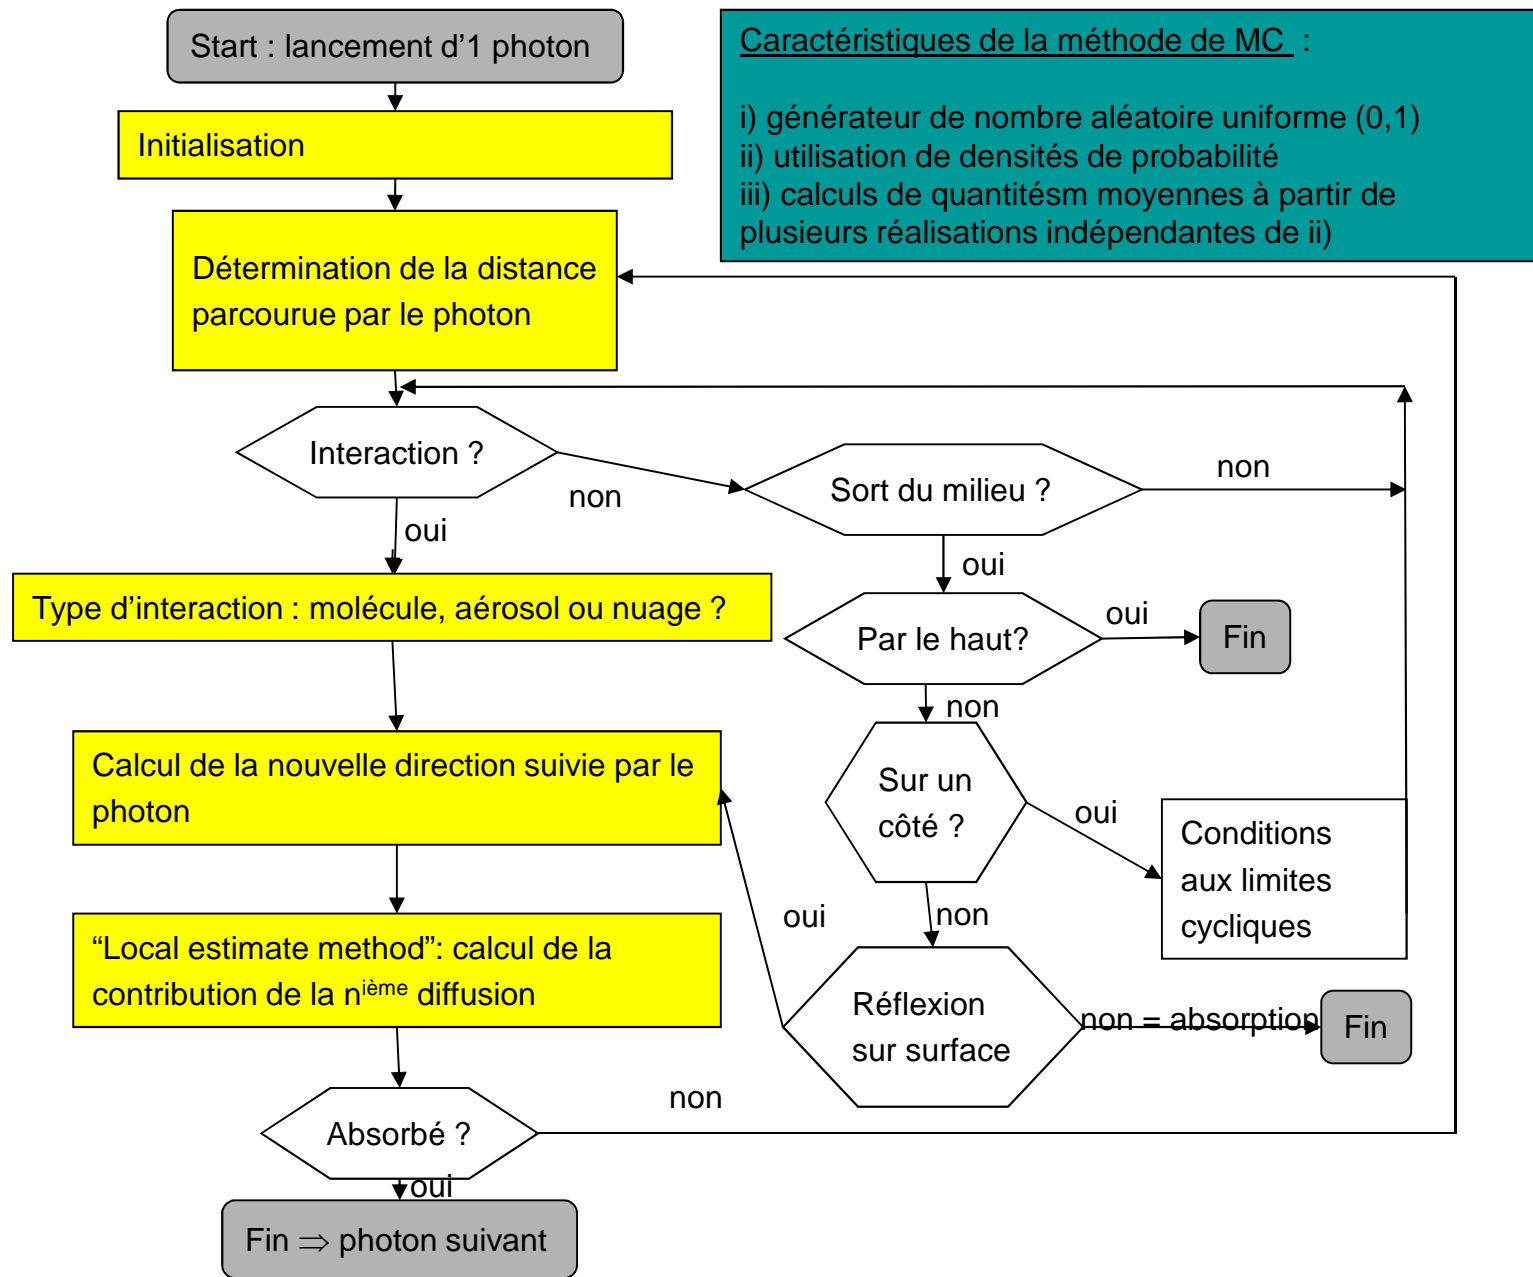 Start : lancement d’1 photon
Caractéristiques de la méthode de MC :
i) générateur de nombre aléatoire uniforme (0,1)
ii) utilisation de densités de probabilité
iii) calculs de quantitésm moyennes à partir de
plusieurs réalisations indépendantes de ii)
Initialisation
Détermination de la distance
parcourue par le photon
Interaction ?
non
oui
Sort du milieu ?
non
oui
Type d’interaction : molécule, aérosol ou nuage ?
Par le haut?
oui
Fin
non
Calcul de la nouvelle direction suivie par le
photon
Sur un
côté ?
oui
Conditions
aux limites
cycliques
non
oui
“Local estimate method”: calcul de la
contribution de la nième diffusion
Réflexion
sur surface
non = absorption
Fin
Absorbé ?
non
oui
Fin ⇒ photon suivant